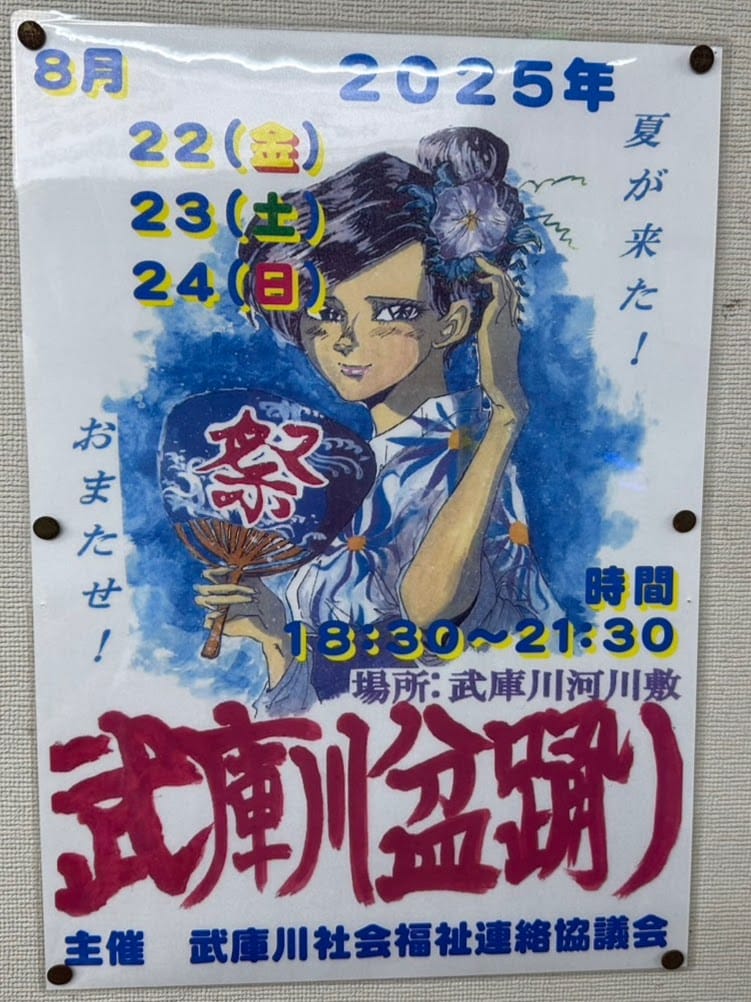 8月
2025年
22(金)
23(土)
24(日)
夏が来た!
おまたせ!
祭
時間
18:30~21:30
場所:武庫川河川敷
武庫川盆踊り
主催 武庫川社会福祉連絡協議会